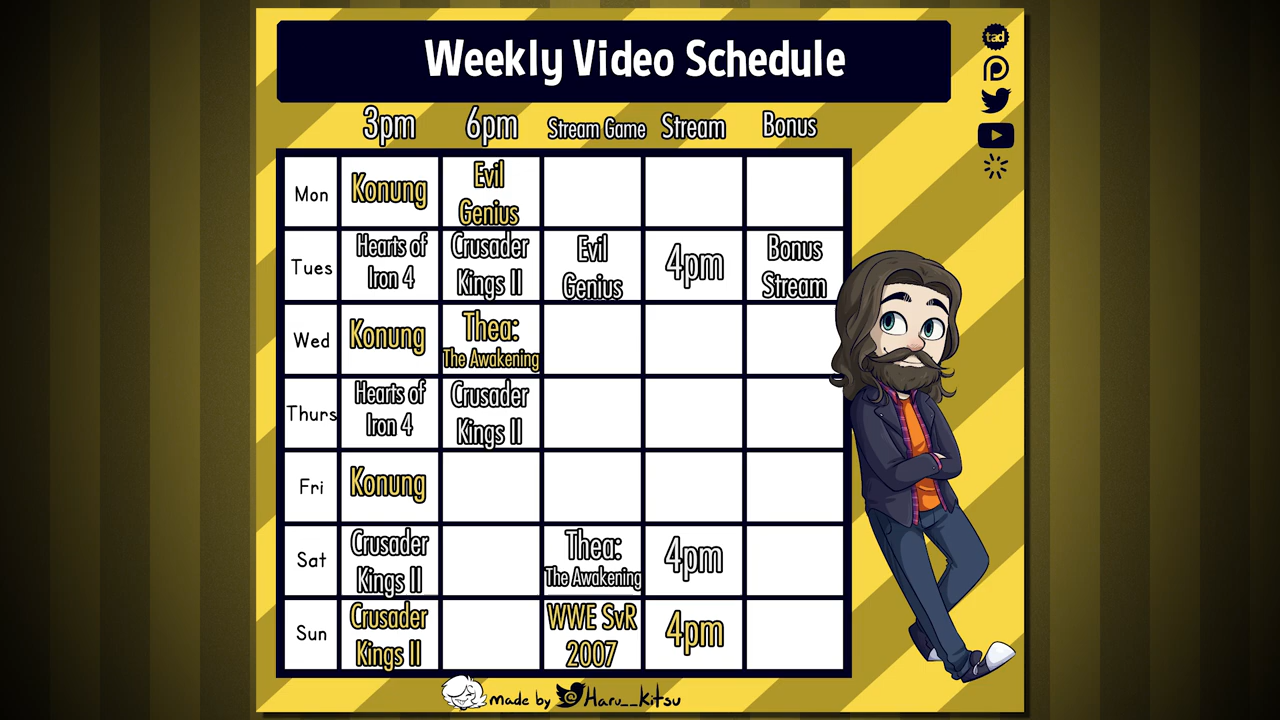 Weekly Video Schedule
tad
3pm 6pm Stream Game Stream Bonus
Mon Konung Evil
Genius
Tues Hearts of
Iron 4 Crusader
Kings II Evil
Genius 4pm Bonus
Stream
Wed Konung Thea:
The Awakening
Thurs Hearts of
Iron 4 Crusader
Kings II
Fri Konung
Sat Crusader
Kings II Thea:
The Awakening 4pm
Sun Crusader
Kings II WWE SvR
2007 4pm
made by @Haru__Kitsu